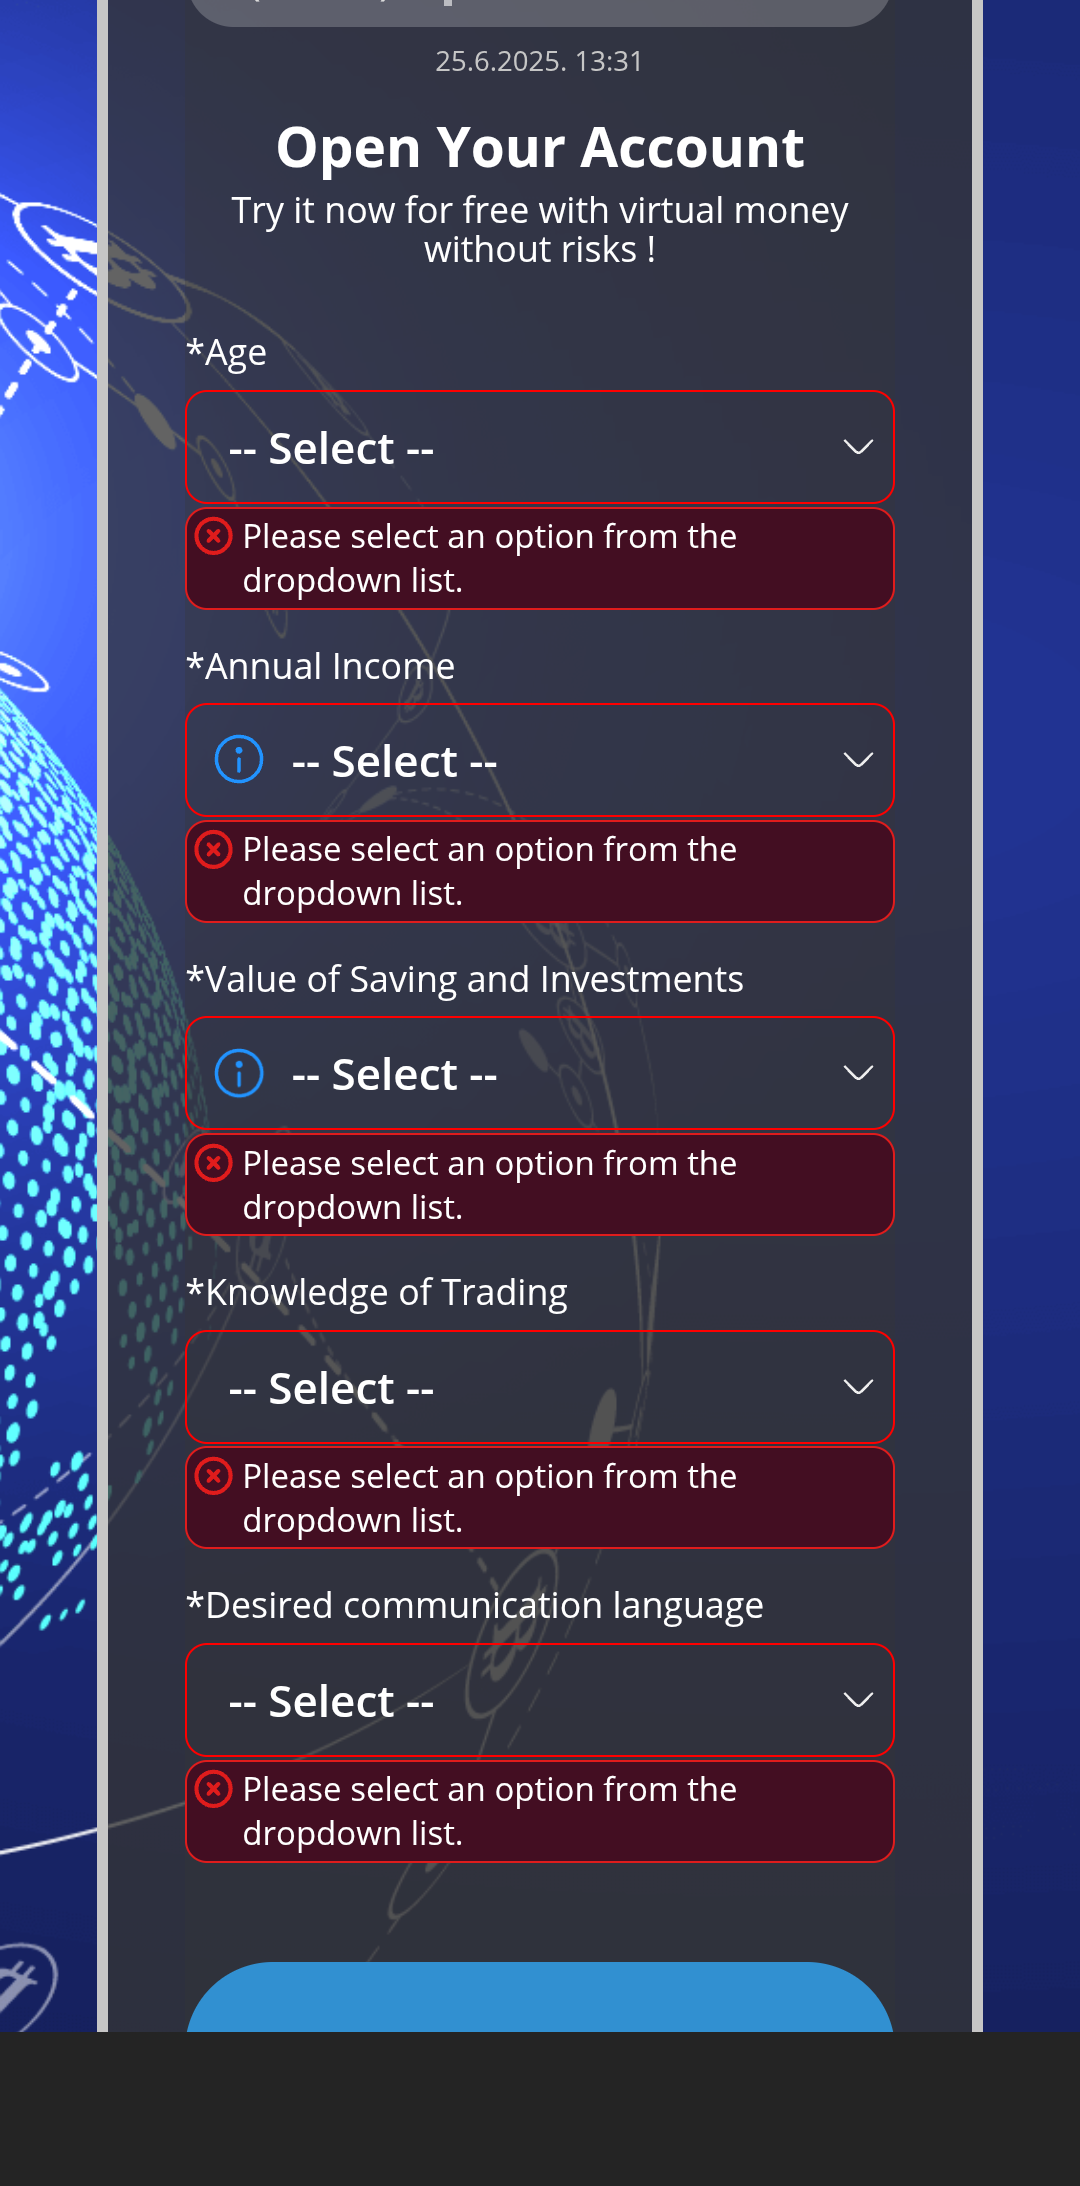 25.6.2025. 13:31
Open Your Account
Try it now for free with virtual money
without risks !
*Age
-- Select --
Please select an option from the
dropdown list.
*Annual Income
-- Select --
Please select an option from the
dropdown list.
*Value of Saving and Investments
-- Select --
Please select an option from the
dropdown list.
*Knowledge of Trading
-- Select --
Please select an option from the
dropdown list.
*Desired communication language
-- Select --
Please select an option from the
dropdown list.